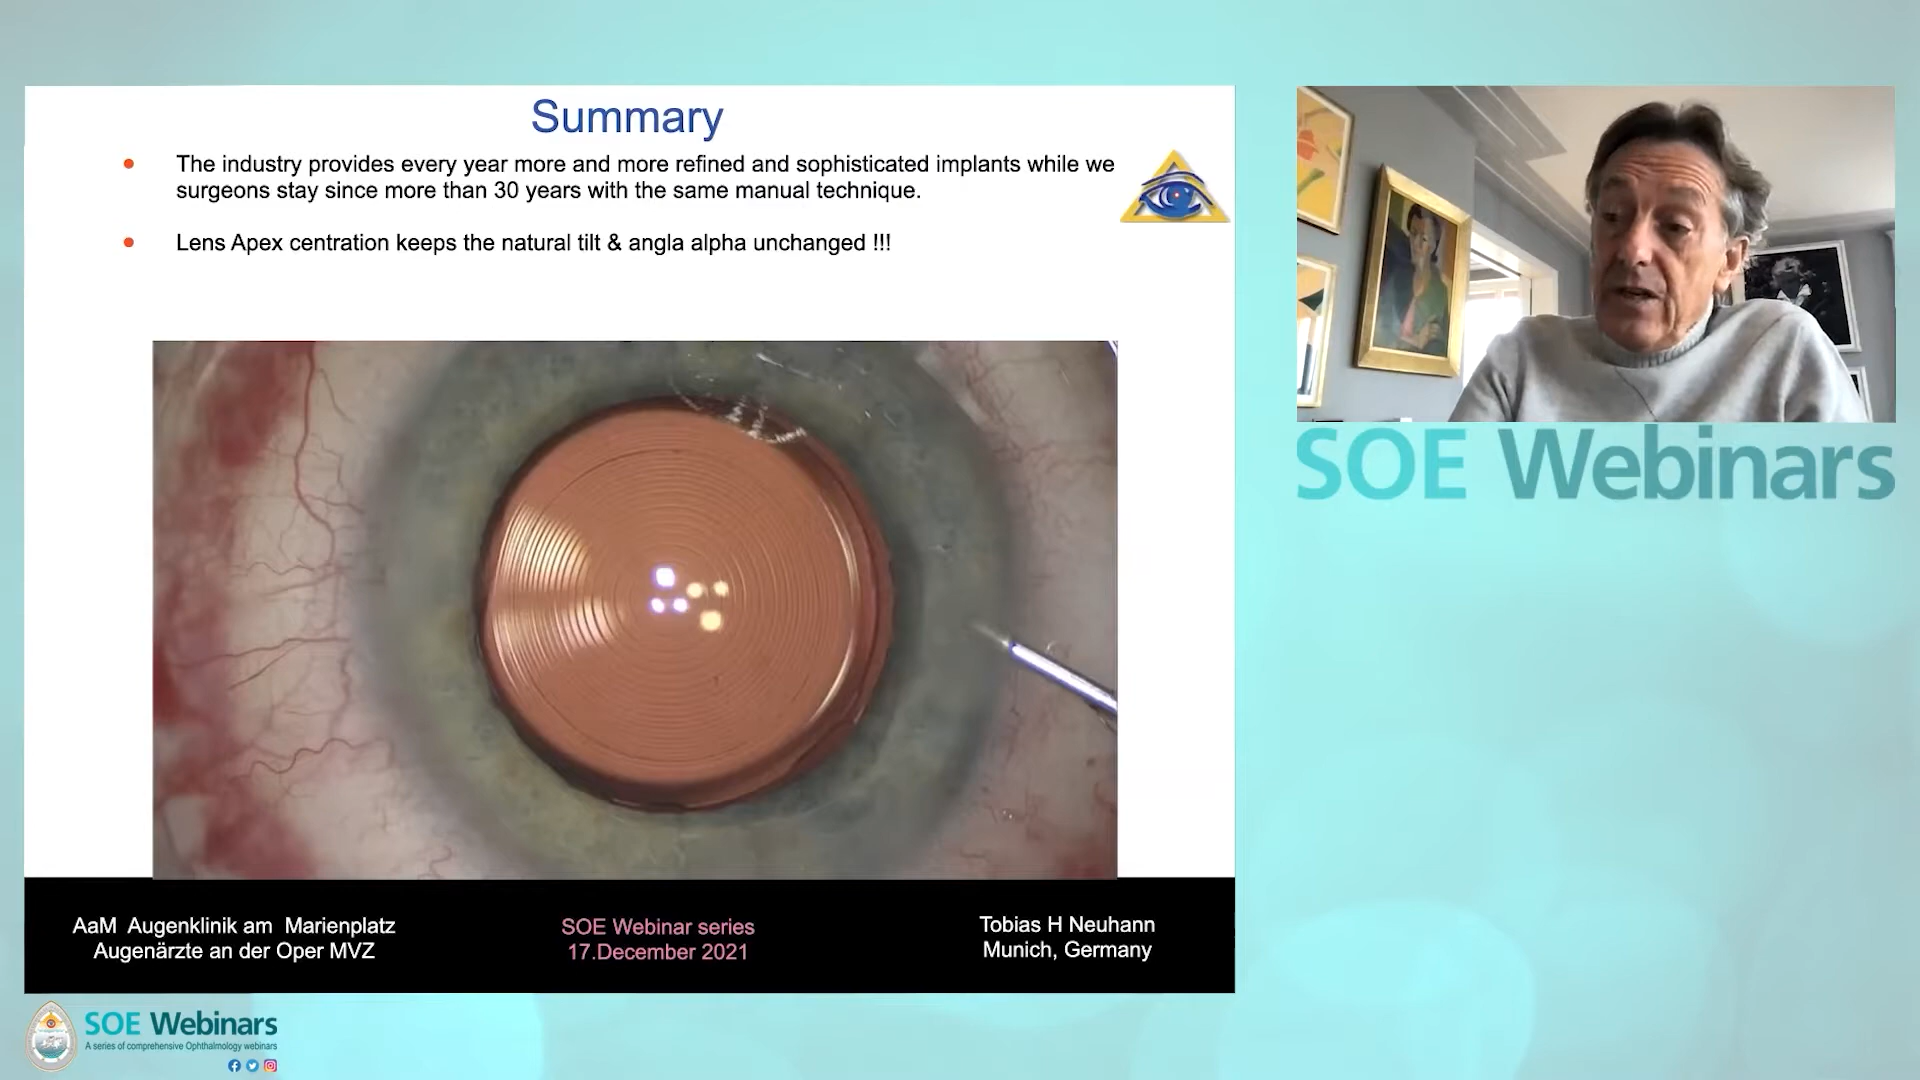 Summary
The industry provides every year more and more refined and sophisticated implants while we
surgeons stay since more than 30 years with the same manual technique.
Lens Apex centration keeps the natural tilt & angla alpha unchanged !!!
SOE Webinars
AaM Augenklinik am Marienplatz
Augenärzte an der Oper MVZ
SOE Webinar series
17.December 2021
Tobias H Neuhann
Munich, Germany
SOE Webinars
A series of comprehensive Ophthalmology webinars